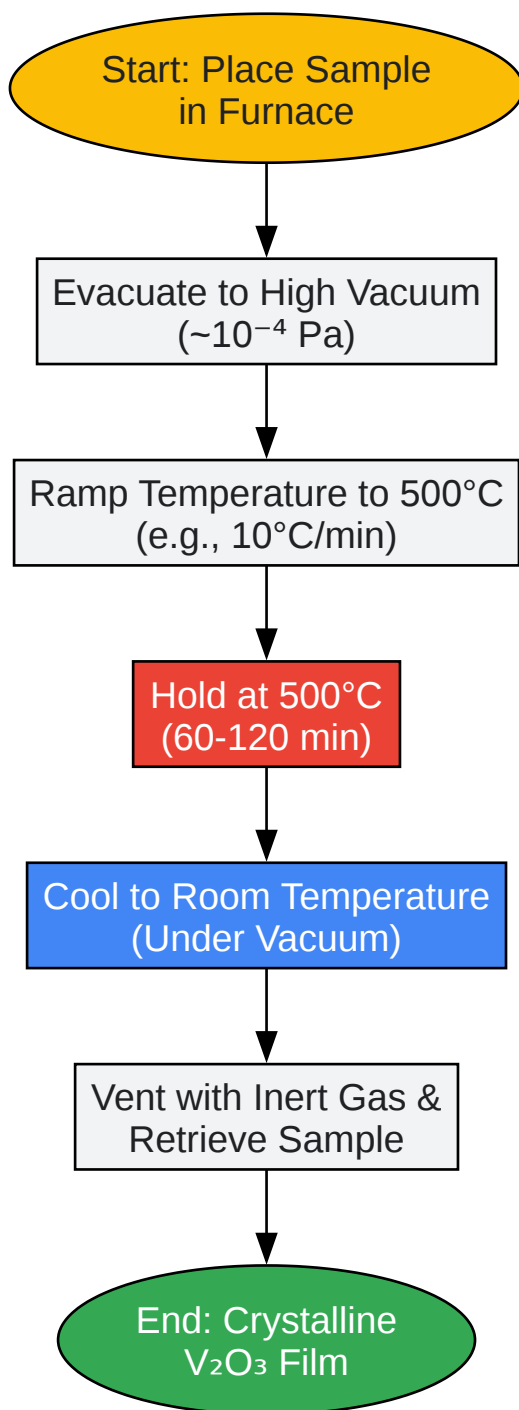 Start: Place Sample
in Furnace
Evacuate to High Vacuum
(~10⁻⁴ Pa)
Ramp Temperature to 500°C
(e.g., 10°C/min)
Hold at 500°C
(60-120 min)
Cool to Room Temperature
(Under Vacuum)
Vent with Inert Gas &
Retrieve Sample
End: Crystalline
V₂O₃ Film